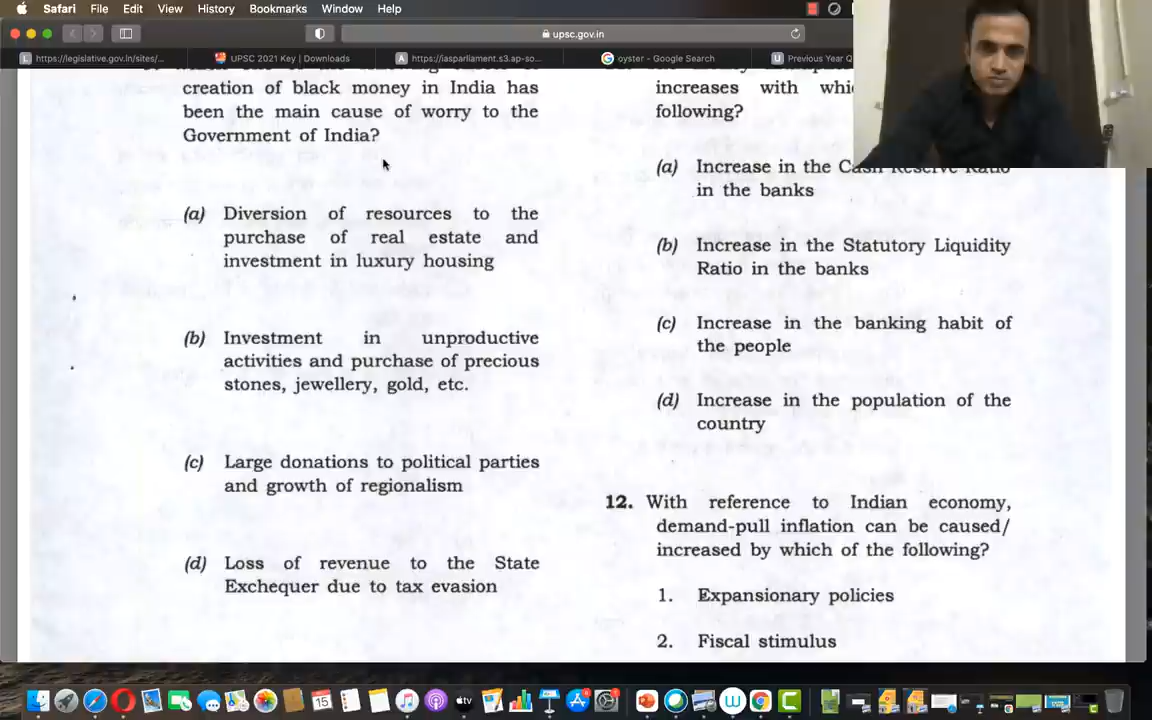 Safari File Edit View History Bookmarks Window Help
upsc.gov.in
https://legislative.gov.in/sites/...
UPSC 2021 Key | Downloads
https://iasparliament.s3.ap-so...
oyster - Google Search
Previous Year Q
creation of black money in India has
been the main cause of worry to the
Government of India?
(a) Diversion of resources to the
purchase of real estate and
investment in luxury housing
(b) Investment in unproductive
activities and purchase of precious
stones, jewellery, gold, etc.
(c) Large donations to political parties
and growth of regionalism
(d) Loss of revenue to the State
Exchequer due to tax evasion
increases with
following?
(a) Increase in the Cash Reserve Ratio
in the banks
(b) Increase in the Statutory Liquidity
Ratio in the banks
(c) Increase in the banking habit of
the people
(d) Increase in the population of the
country
12. With reference to Indian economy,
demand-pull inflation can be caused/
increased by which of the following?
1. Expansionary policies
2. Fiscal stimulus